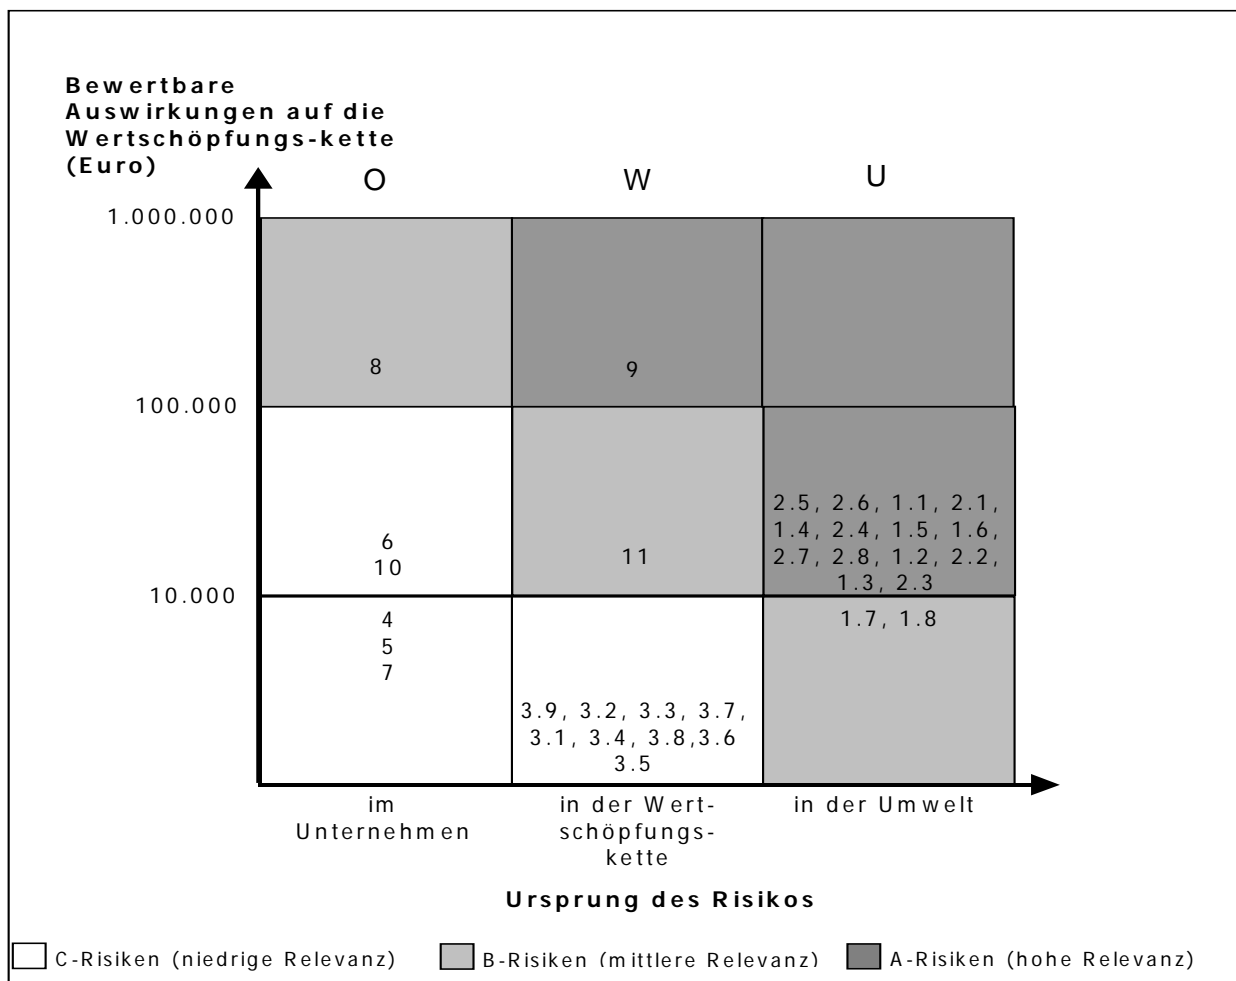 Bewertbare
Auswirkungen auf die
Wertschöpfungs-kette
(Euro)
O W U
1.000.000
8 9
100.000
2.5, 2.6, 1.1, 2.1,
1.4, 2.4, 1.5, 1.6,
6
2.7, 2.8, 1.2, 2.2,
11
10
1.3, 2.3
10.000
4
1.7, 1.8
5
7
3.9, 3.2, 3.3, 3.7,
3.1, 3.4, 3.8,3.6
3.5
im
Unternehmen
in der Wert-
schöpfungs-
kette
in der Umwelt
Ursprung des Risikos
C-Risiken (niedrige Relevanz) B-Risiken (mittlere Relevanz) A-Risiken (hohe Relevanz)